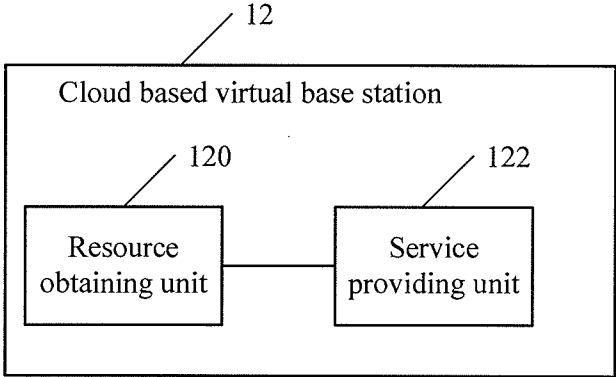 12
Cloud based virtual base station
120
122
Resource
obtaining unit
Service
providing unit